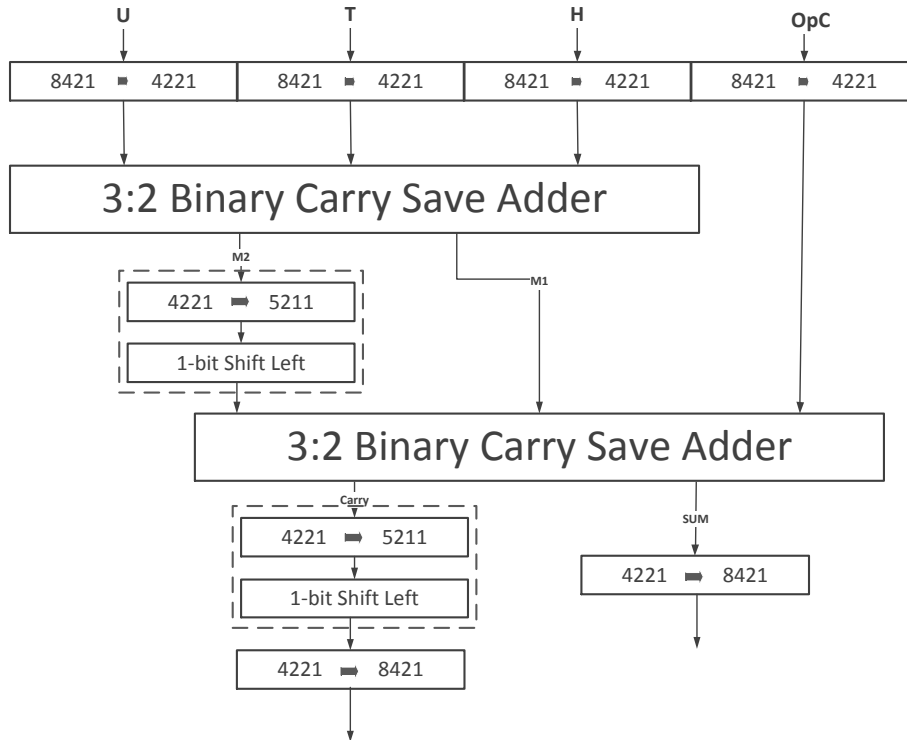 U T H OpC
8421 4221 8421 4221 8421 4221 8421 4221
3:2 Binary Carry Save Adder
M2
M1
4221 5211
1-bit Shift Left
3:2 Binary Carry Save Adder
Carry
SUM
4221 5211
4221 8421
1-bit Shift Left
4221 8421